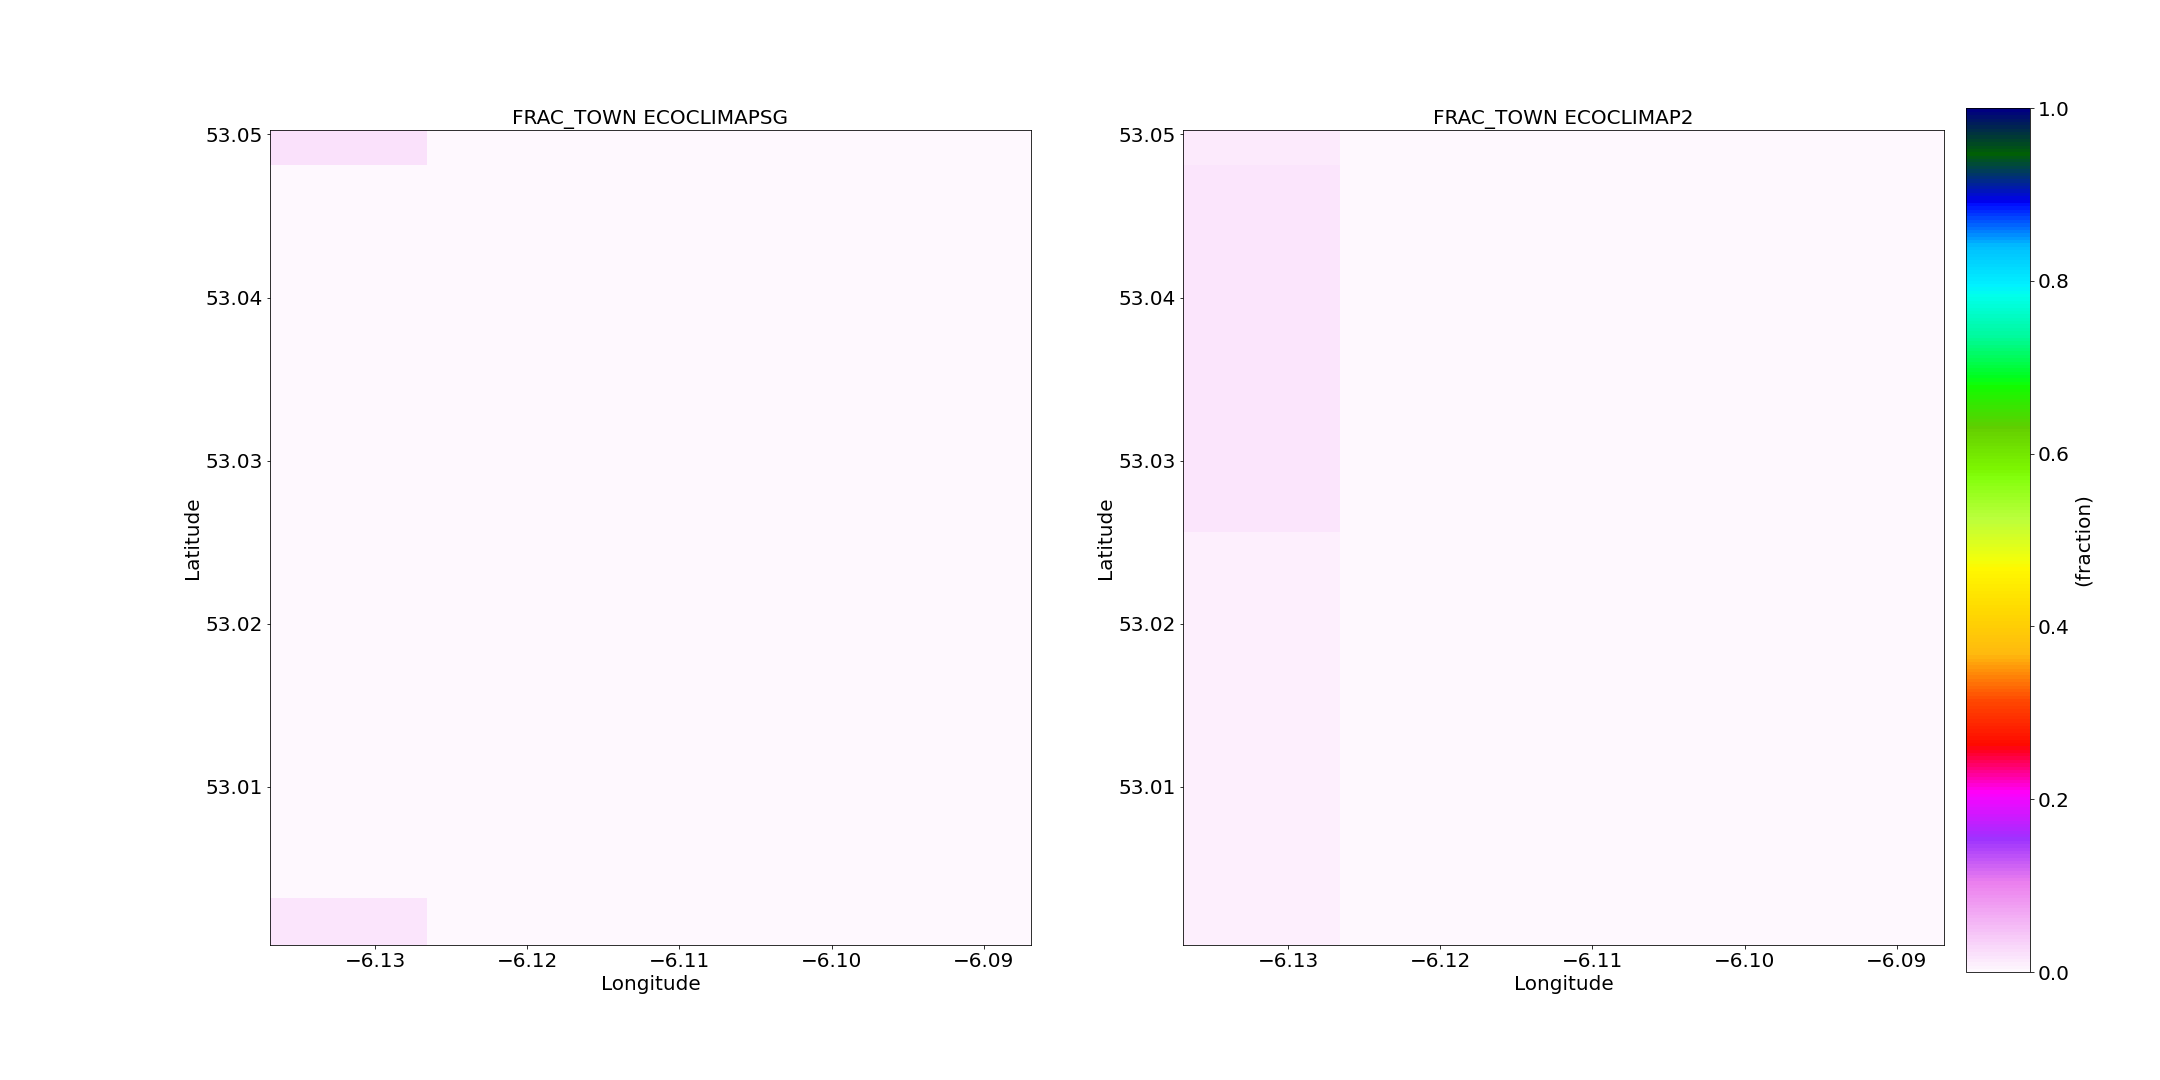 FRAC_TOWN ECOCLIMAPSG
53.05
53.04
53.03
53.02
53.01
Latitude
−6.13 −6.12 −6.11 −6.10 −6.09
Longitude
FRAC_TOWN ECOCLIMAP2
53.05
53.04
53.03
53.02
53.01
Latitude
−6.13 −6.12 −6.11 −6.10 −6.09
Longitude
1.0
0.8
0.6
0.4
0.2
0.0
(fraction)